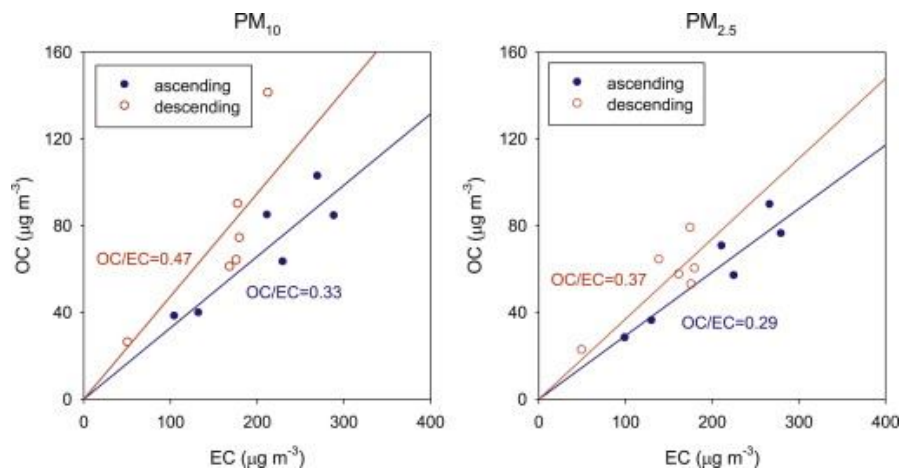 PM₁₀
160
120
80
40
0
OC (μg m⁻³)
ascending
descending
OC/EC=0.47
OC/EC=0.33
0 100 200 300 400
EC (μg m⁻³)
PM₂.₅
160
120
80
40
0
OC (μg m⁻³)
ascending
descending
OC/EC=0.37
OC/EC=0.29
0 100 200 300 400
EC (μg m⁻³)